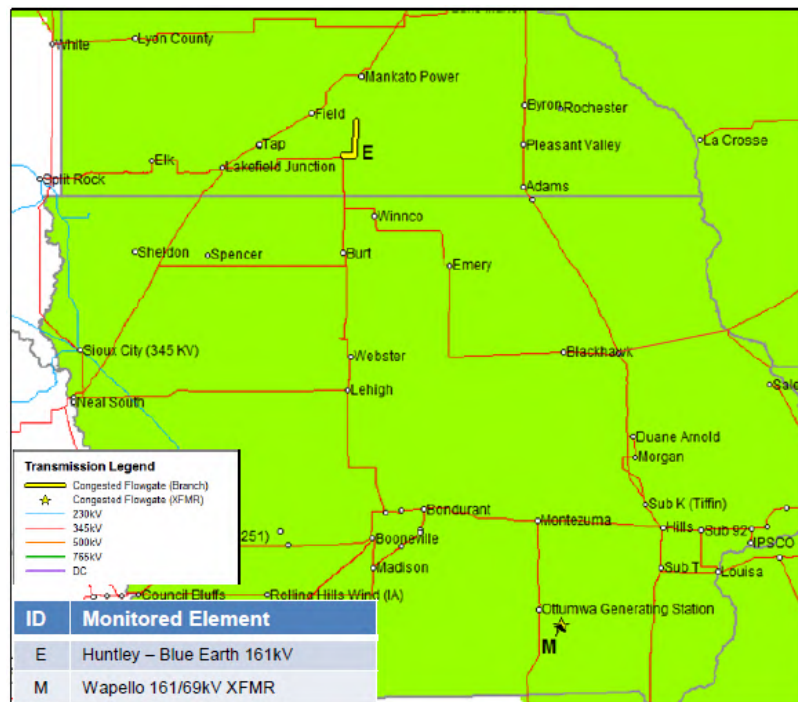 White
Lyon County
Mankato Power
Field
Byron
Rochester
Tap
E
Pleasant Valley
La Crosse
Elk
Lakefield Junction
Split Rock
Adams
Winnco
Sheldon
Spencer
Burt
Emery
Sioux City (345 KV)
Webster
Blackhawk
Lehigh
Sale
Neal South
Duane Arnold
Morgan
Transmission Legend
Congested Flowgate (Branch)
Congested Flowgate (XFMR)
230kV
345kV
500kV
765kV
DC
Sub K (Tiffin)
Bondurant
Montezuma
Hills
Sub 92
IPSCO
251)
Booneville
Madison
Sub T
Louisa
Council Bluffs
Rolling Hills Wind (IA)
Ottumwa Generating Station
M
ID Monitored Element
E Huntley – Blue Earth 161kV
M Wapello 161/69kV XFMR